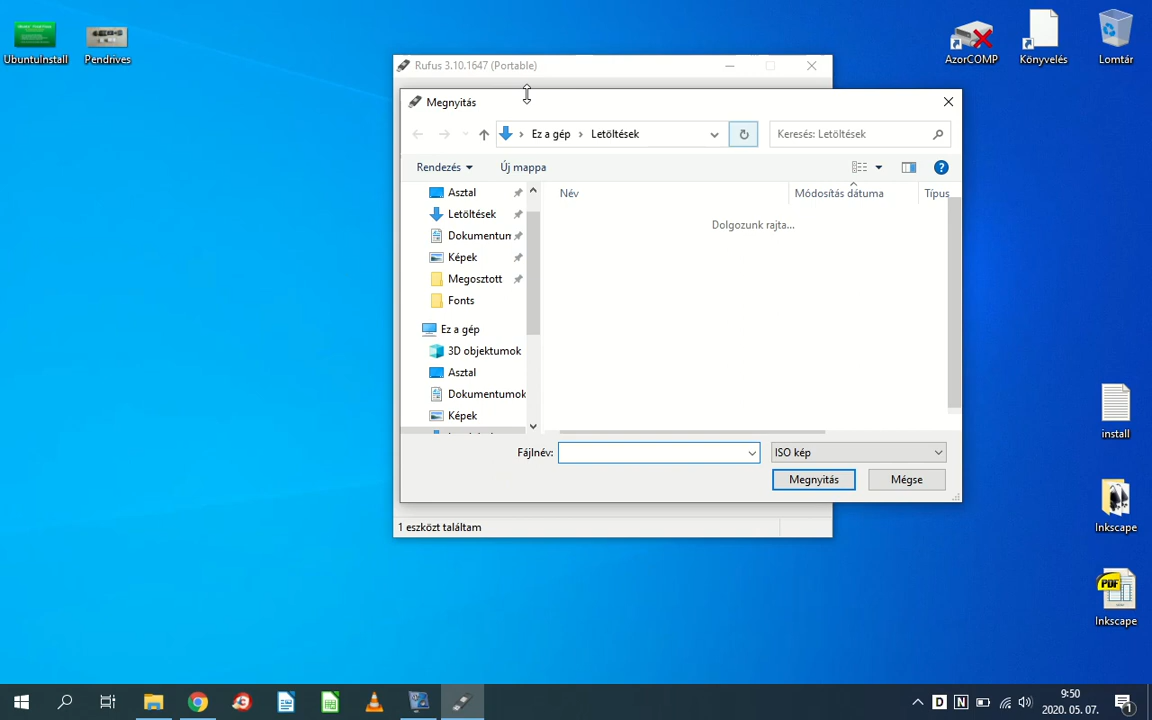 UbuntuInstall
Pendrives
AzorCOMP
Könyvelés
Lomtár
Rufus 3.10.1647 (Portable)
Megnyitás
Ez a gép
Letöltések
Keresés: Letöltések
Rendezés
Új mappa
Név
Módosítás dátuma
Típus
Dolgozunk rajta...
Asztal
Letöltések
Dokumentum
Képek
Megosztott
Fonts
Ez a gép
3D objektumok
Asztal
Dokumentumok
Képek
Fájlnév:
ISO kép
Megnyitás
Mégse
1 eszközt találtam
install
Inkscape
PDF
Inkscape
9:50
2020. 05. 07.